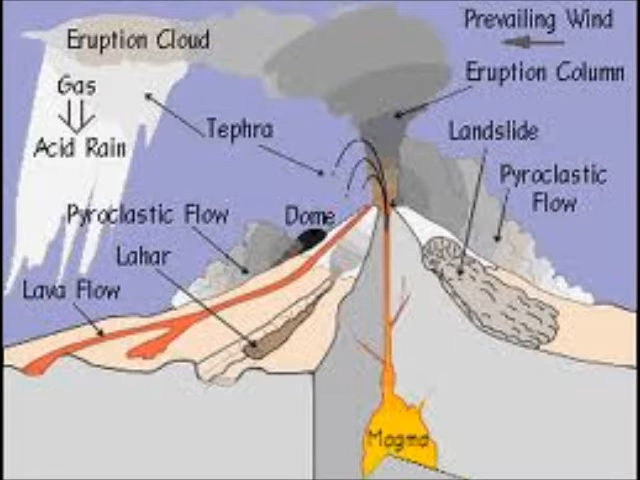 Prevailing Wind
Eruption Cloud
Eruption Column
Gas
Tephra
Landslide
Acid Rain
Pyroclastic
Flow
Pyroclastic Flow
Dome
Lahar
Lava Flow
Magma